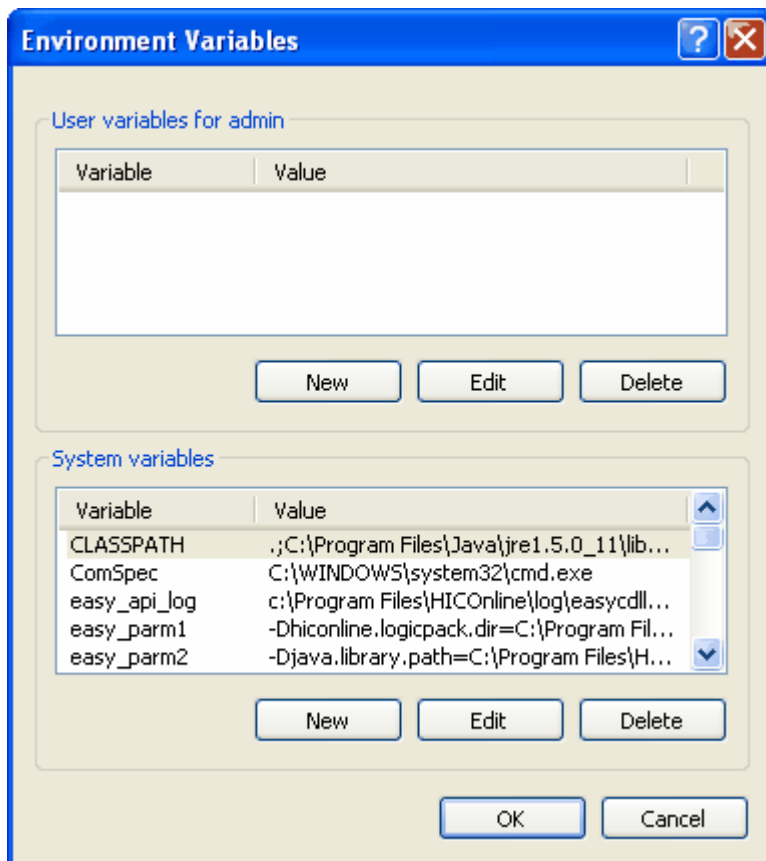 Environment Variables
User variables for admin
Variable Value
New Edit Delete
System variables
Variable Value
CLASSPATH .;C:\Program Files\Java\jre1.5.0_11\lib...
ComSpec C:\WINDOWS\system32\cmd.exe
easy_api_log c:\Program Files\HICOnline\log\easycdll...
easy_parm1 -Dhiconline.logicpack.dir=C:\Program Fil...
easy_parm2 -Djava.library.path=C:\Program Files\H...
New Edit Delete
OK Cancel